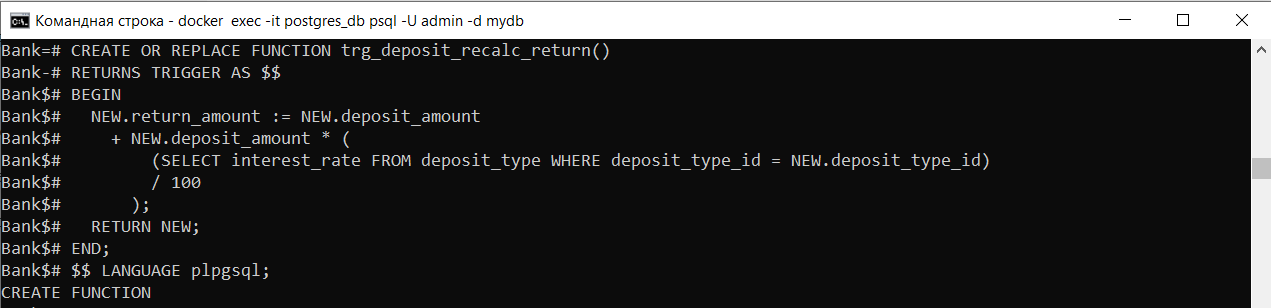 Командная строка - docker  exec -it postgres_db psql -U admin -d mydb
Bank=# CREATE OR REPLACE FUNCTION trg_deposit_recalc_return()
Bank-# RETURNS TRIGGER AS $$
Bank$# BEGIN
Bank$#   NEW.return_amount := NEW.deposit_amount
Bank$#     + NEW.deposit_amount * (
Bank$#         (SELECT interest_rate FROM deposit_type WHERE deposit_type_id = NEW.deposit_type_id)
Bank$#         / 100
Bank$#       );
Bank$#   RETURN NEW;
Bank$# END;
Bank$# $$ LANGUAGE plpgsql;
CREATE FUNCTION